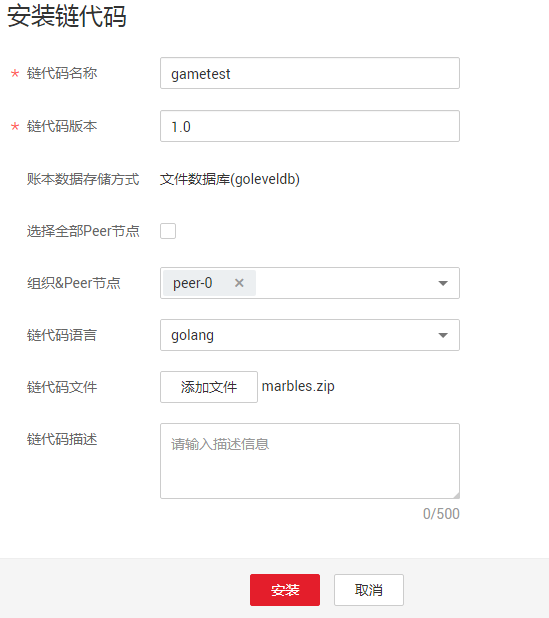 安装链代码
* 链代码名称 gametest
* 链代码版本 1.0
账本数据存储方式 文件数据库(goleveldb)
选择全部Peer节点
组织&Peer节点 peer-0 ×
链代码语言 golang
链代码文件 添加文件 marbles.zip
链代码描述 请输入描述信息
0/500
安装 取消